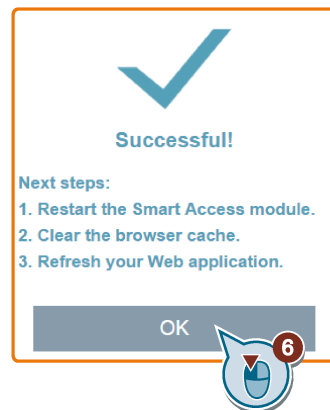 Successful!
Next steps:
1. Restart the Smart Access module.
2. Clear the browser cache.
3. Refresh your Web application.
OK
6